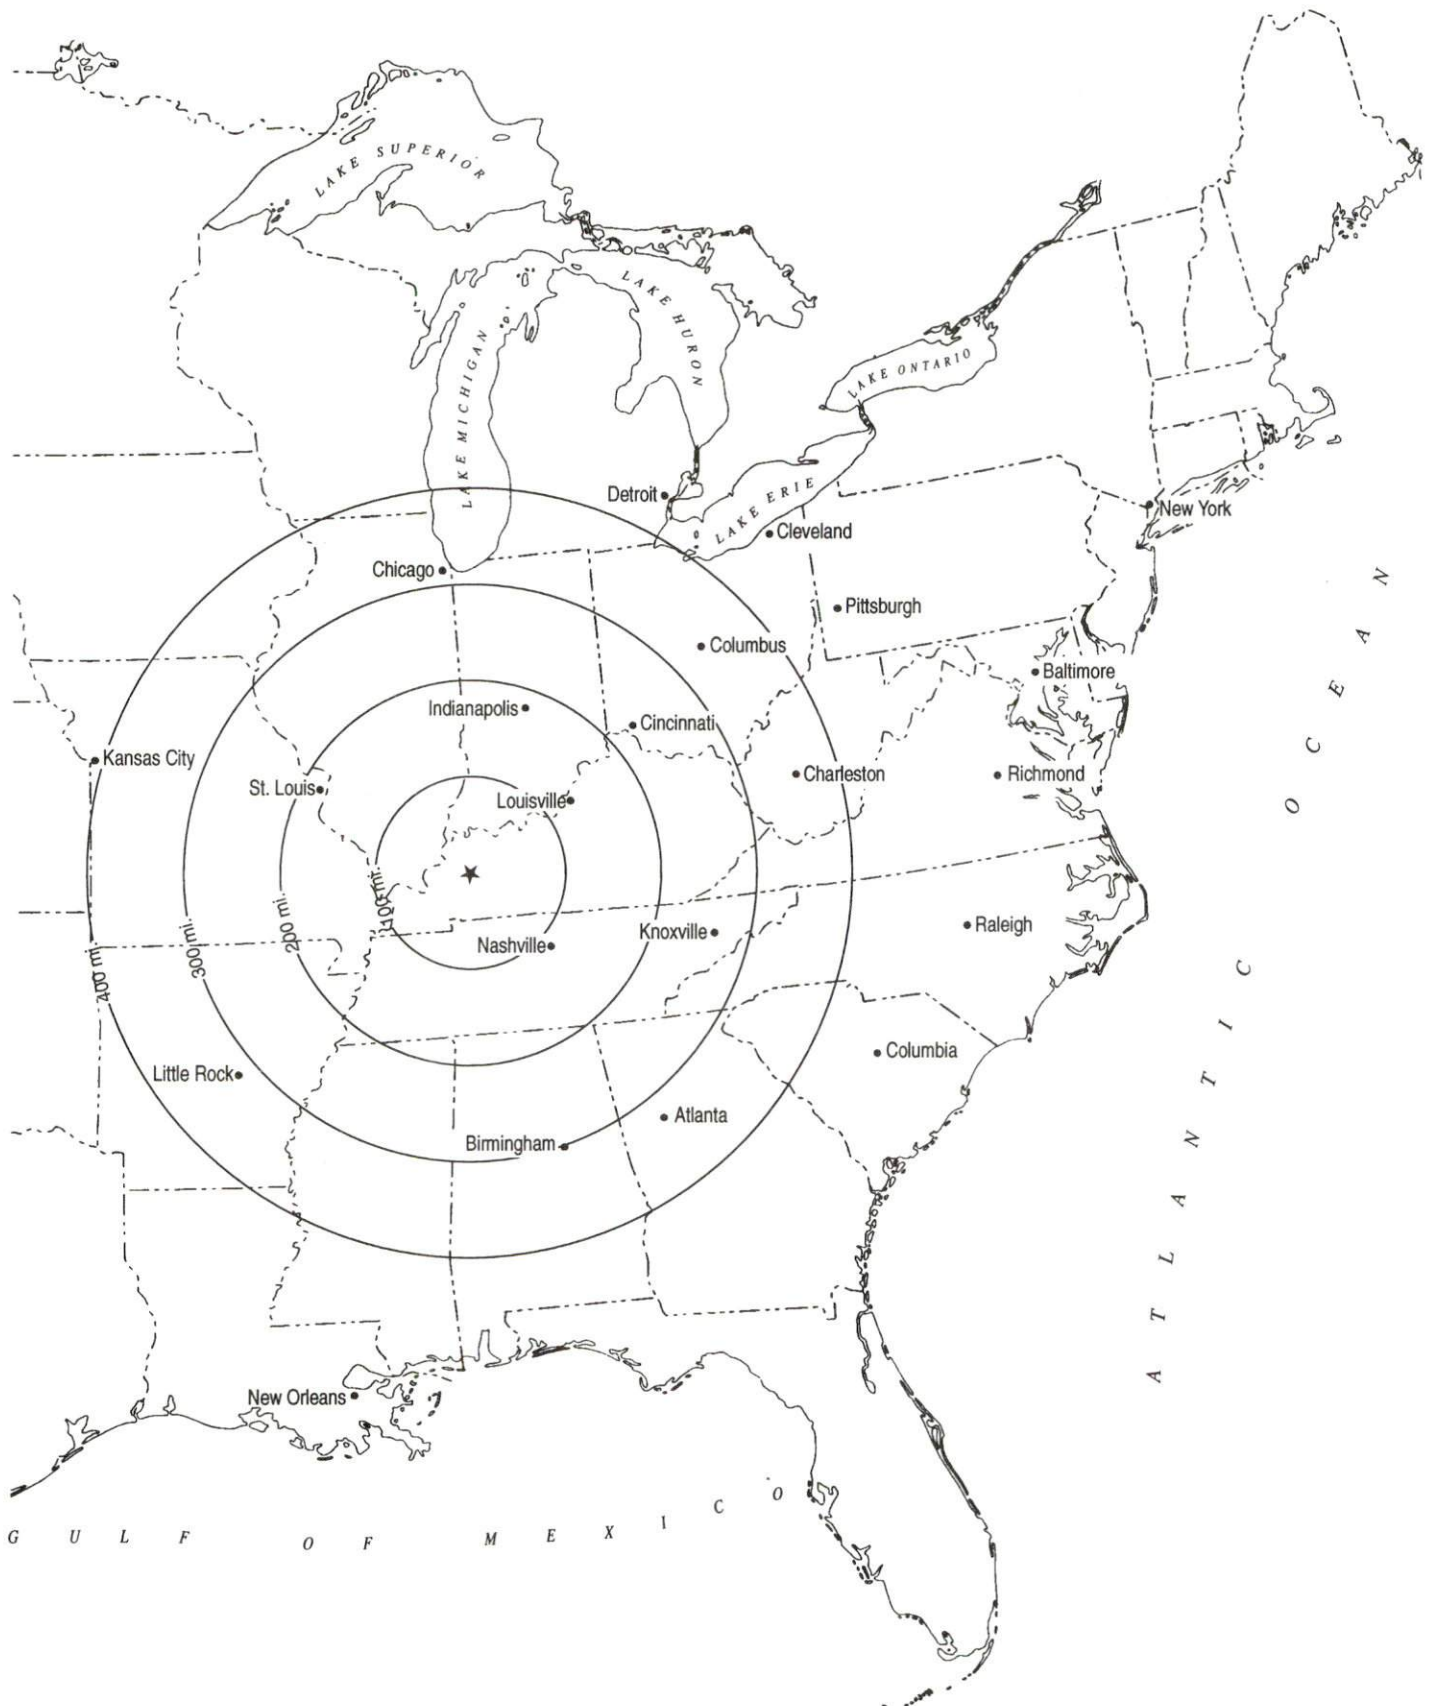 LAKE SUPERIOR
LAKE HURON
LAKE MICHIGAN
LAKE ONTARIO
LAKE ERIE
Detroit
New York
Cleveland
Chicago
Pittsburgh
Columbus
Baltimore
Indianapolis
Cincinnati
Kansas City
Charleston
Richmond
St. Louis
Louisville
100 mi.
200 mi.
300 mi.
400 mi.
Raleigh
Knoxville
Nashville
Columbia
Little Rock
Atlanta
Birmingham
New Orleans
ATLANTIC OCEAN
GULF OF MEXICO